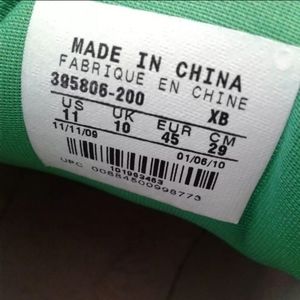 MADE IN CHINA
FABRIQUE EN CHINE
395806-200 XB
US UK EUR CM
11 10 45 29
11/11/09 01/06/10
101963463
UPC 00884500998773